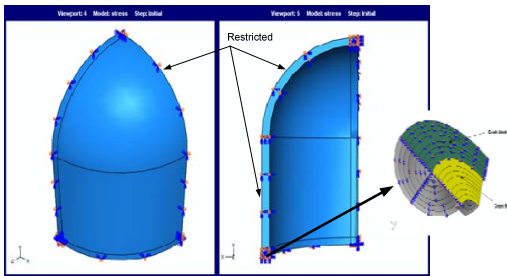 Viewport: 4 Model: stress Step: Initial
Viewport: 5 Model: stress Step: Initial
Restricted